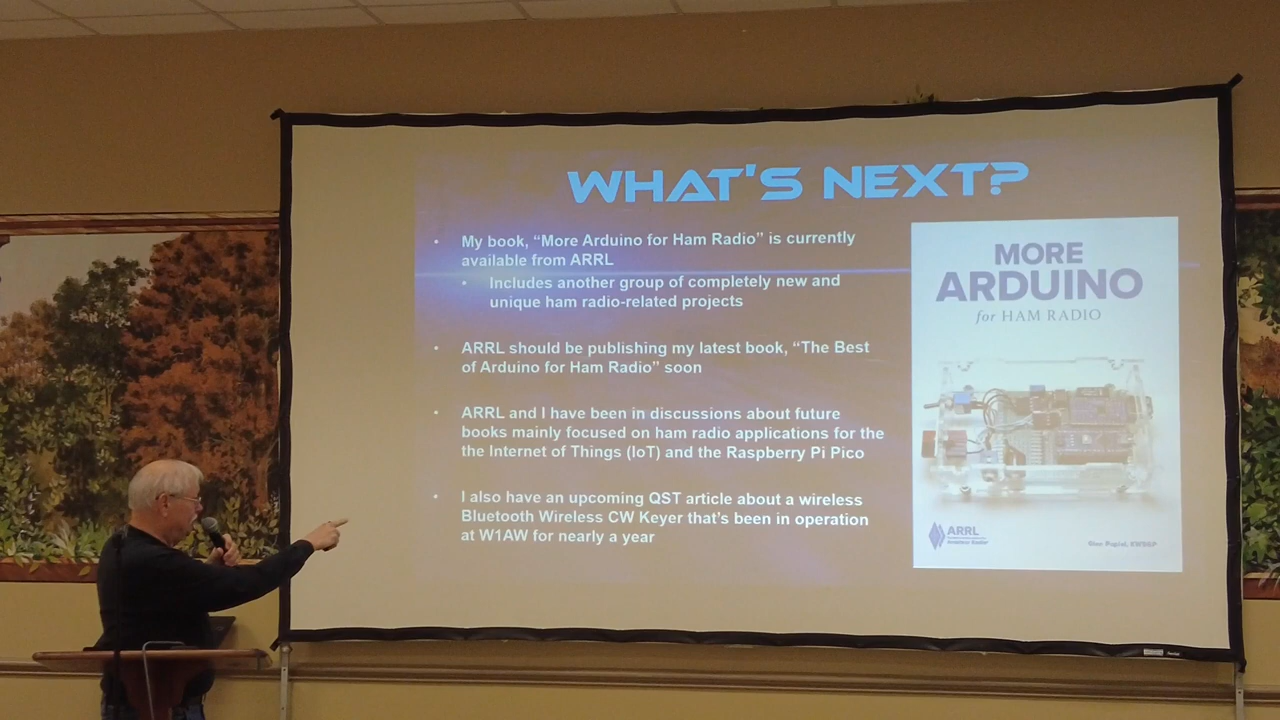 WHAT'S NEXT?
• My book, “More Arduino for Ham Radio” is currently
available from ARRL
• Includes another group of completely new and
unique ham radio-related projects
• ARRL should be publishing my latest book, “The Best
of Arduino for Ham Radio” soon
• ARRL and I have been in discussions about future
books mainly focused on ham radio applications for the
the Internet of Things (IoT) and the Raspberry Pi Pico
• I also have an upcoming QST article about a wireless
Bluetooth Wireless CW Keyer that’s been in operation
at W1AW for nearly a year
MORE
ARDUINO
for HAM RADIO
ARRL
Amateur Radio
Glen Popiel, KW5GP